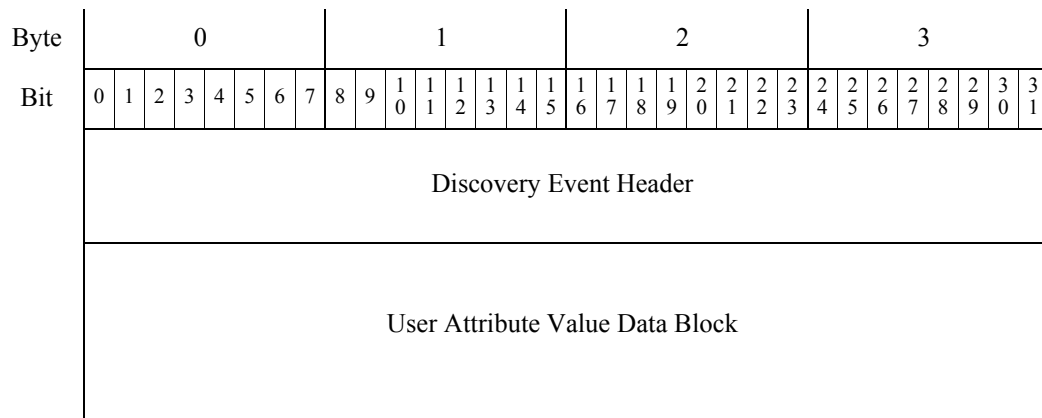 Byte 0 1 2 3
Bit 0 1 2 3 4 5 6 7 8 9 10 11 12 13 14 15 16 17 18 19 20 21 22 23 24 25 26 27 28 29 30 31
Discovery Event Header
User Attribute Value Data Block